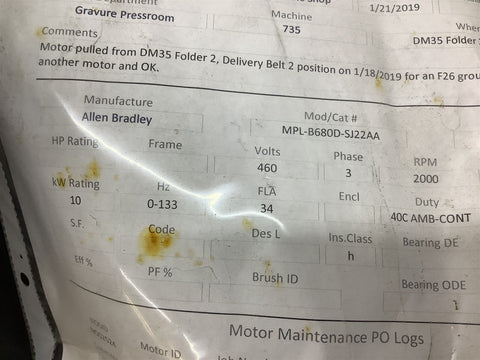 Gravure Pressroom
Machine
1/21/2019
735
DM35 Folder
Comments
Motor pulled from DM35 Folder 2, Delivery Belt 2 position on 1/18/2019 for an F26 grou
another motor and OK.
Manufacture
Mod/Cat #
Allen Bradley
MPL-B680D-SJ22AA
HP Rating
Frame
Volts
Phase
RPM
460
3
2000
kW Rating
Hz
FLA
Encl
Duty
10
0-133
34
40C AMB-CONT
S.F.
Code
Des L
Ins.Class
Bearing DE
h
Eff %
PF %
Brush ID
Bearing ODE
Motor Maintenance PO Logs
Motor ID